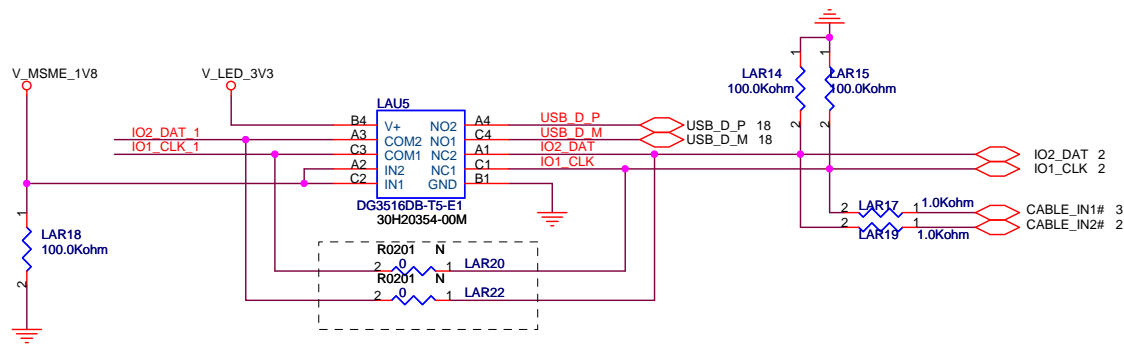 V_MSME_1V8
V_LED_3V3
LAU5
1
1
LAR14
100.0Kohm
LAR15
100.0Kohm
2
2
B4
V+
NO2
A4
USB_D_P
USB_D_P 18
IO2_DAT_1
A3
COM2
NO1
C4
USB_D_M
USB_D_M 18
IO1_CLK_1
C3
COM1
NC2
A1
IO2_DAT
IO2_DAT 2
A2
IN2
NC1
C1
IO1_CLK
IO1_CLK 2
C2
IN1
GND
B1
DG3516DB-T5-E1
30H20354-00M
1
LAR18
100.0Kohm
2
2
LAR17
1
1.0Kohm
CABLE_IN1# 3
2
LAR19
1
1.0Kohm
CABLE_IN2# 2
R0201 N
2 0 1 LAR20
R0201 N
2 0 1 LAR22